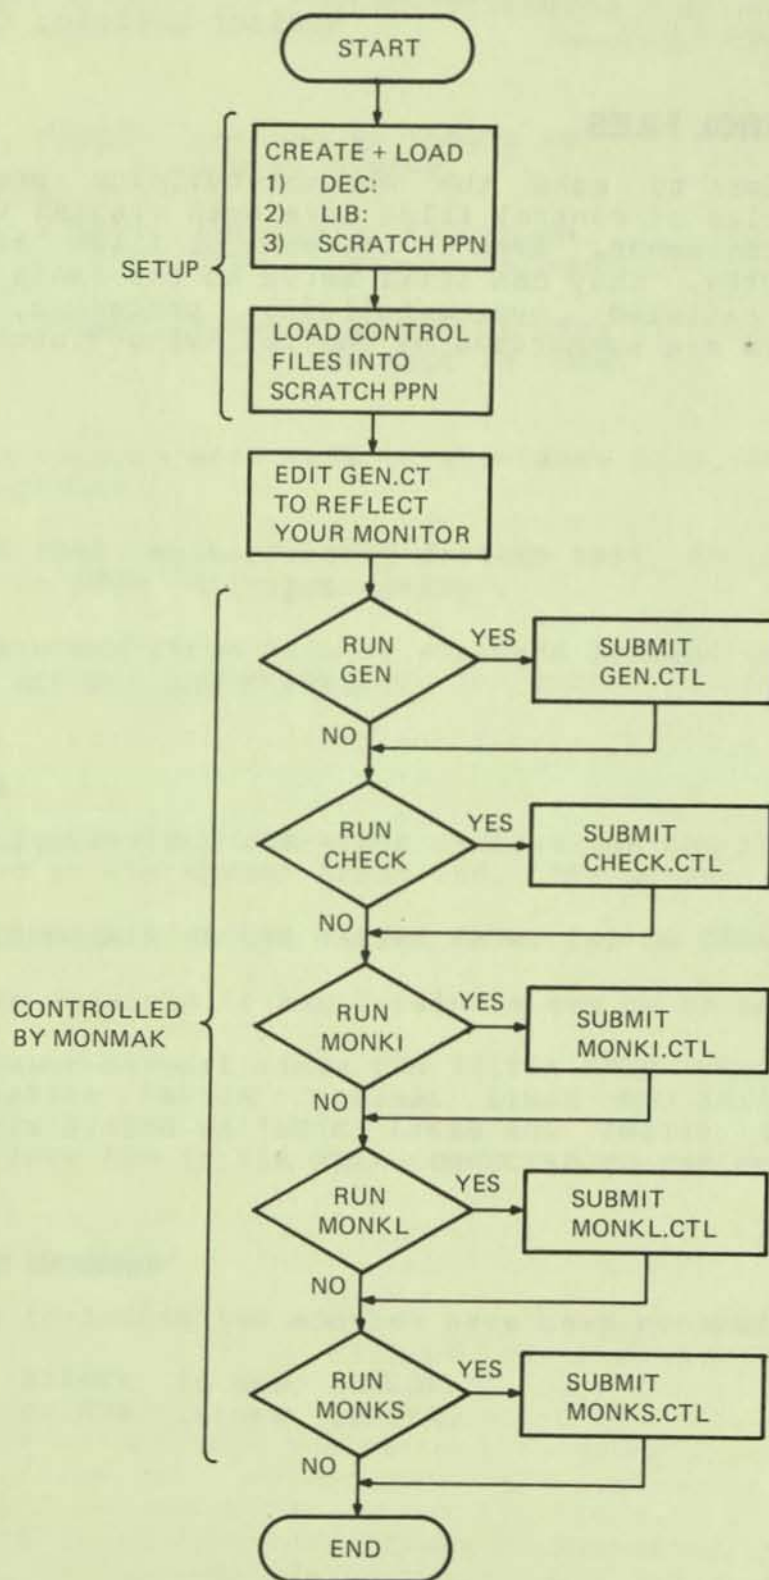 START
CREATE + LOAD
1) DEC:
2) LIB:
3) SCRATCH PPN
SETUP
LOAD CONTROL
FILES INTO
SCRATCH PPN
EDIT GEN.CT
TO REFLECT
YOUR MONITOR
RUN
GEN
YES
SUBMIT
GEN.CTL
NO
RUN
CHECK
YES
SUBMIT
CHECK.CTL
NO
CONTROLLED
BY MONMAK
RUN
MONKI
YES
SUBMIT
MONKI.CTL
NO
RUN
MONKL
YES
SUBMIT
MONKL.CTL
NO
RUN
MONKS
YES
SUBMIT
MONKS.CTL
NO
END